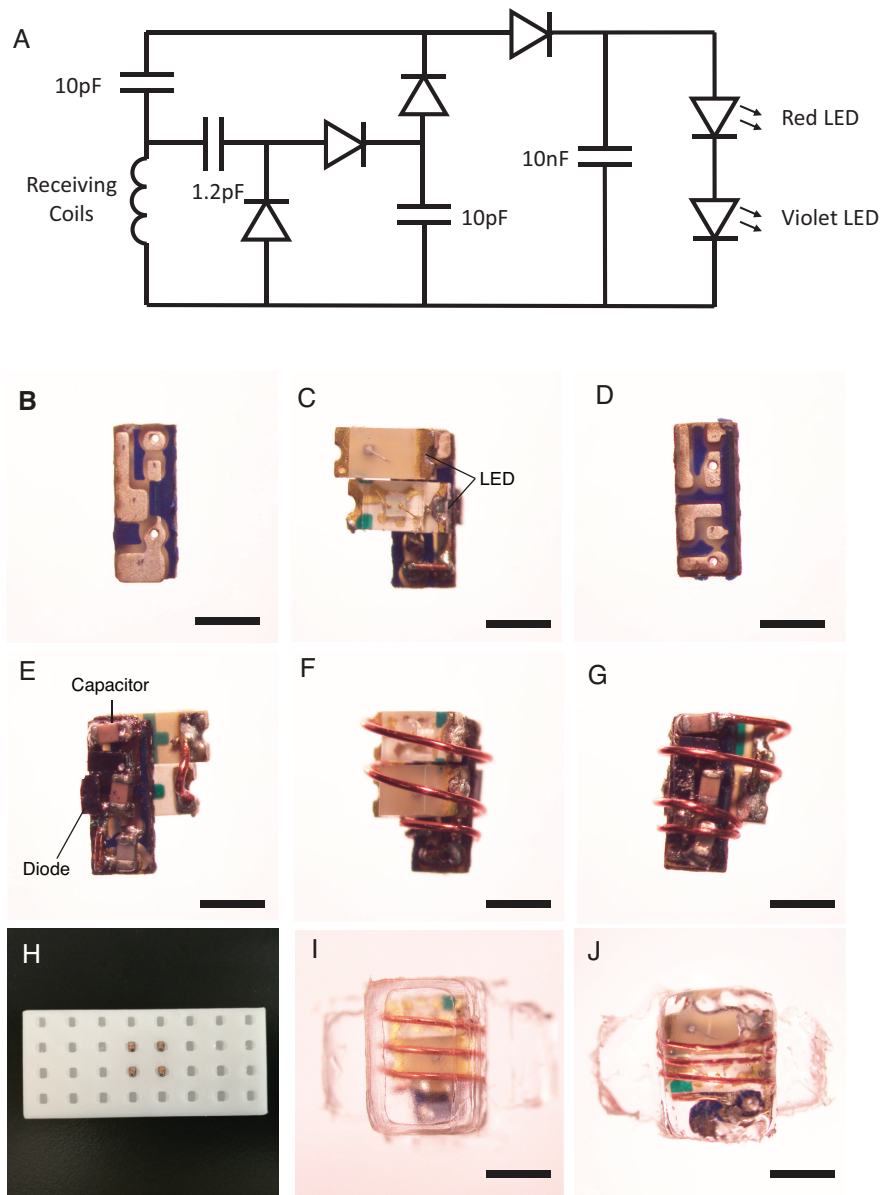 A
10pF
Receiving
Coils
1.2pF
10pF
10nF
Red LED
Violet LED
B
C
LED
D
E
Capacitor
Diode
F
G
H
I
J